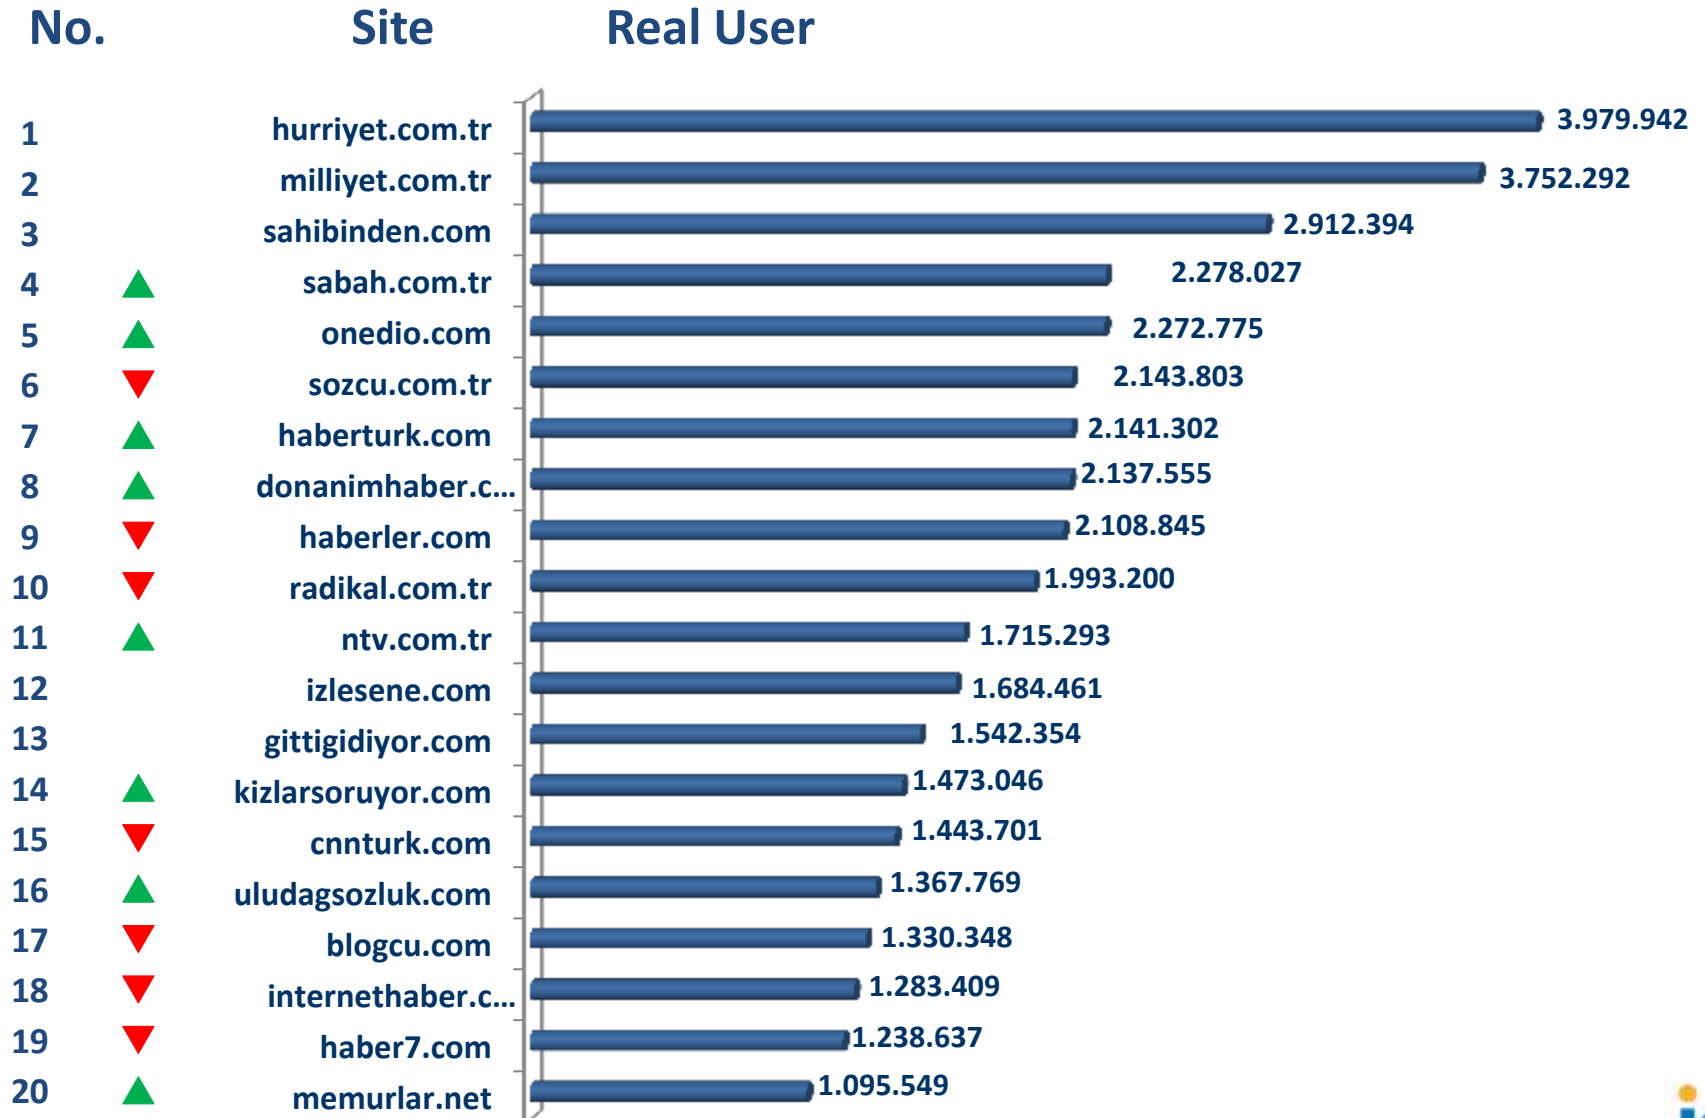 No. Site Real User
1 hurriyet.com.tr 3.979.942
2 milliyet.com.tr 3.752.292
3 sahibinden.com 2.912.394
4 sabah.com.tr 2.278.027
5 onedio.com 2.272.775
6 sozcu.com.tr 2.143.803
7 haberturk.com 2.141.302
8 donanimhaber.c... 2.137.555
9 haberler.com 2.108.845
10 radikal.com.tr 1.993.200
11 ntv.com.tr 1.715.293
12 izlesene.com 1.684.461
13 gittigidiyor.com 1.542.354
14 kizlarsoruyor.com 1.473.046
15 cnnturk.com 1.443.701
16 uludagsozluk.com 1.367.769
17 blogcu.com 1.330.348
18 internethaber.c... 1.283.409
19 haber7.com 1.238.637
20 memurlar.net 1.095.549